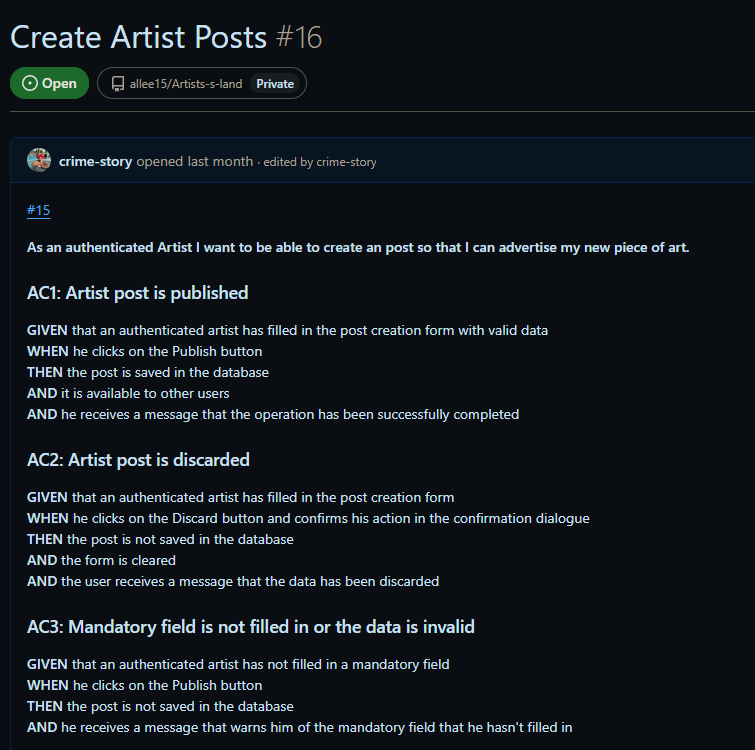 Create Artist Posts #16
Open
allee15/Artists-s-land Private
crime-story opened last month · edited by crime-story
#15
As an authenticated Artist I want to be able to create an post so that I can advertise my new piece of art.
AC1: Artist post is published
GIVEN that an authenticated artist has filled in the post creation form with valid data
WHEN he clicks on the Publish button
THEN the post is saved in the database
AND it is available to other users
AND he receives a message that the operation has been successfully completed
AC2: Artist post is discarded
GIVEN that an authenticated artist has filled in the post creation form
WHEN he clicks on the Discard button and confirms his action in the confirmation dialogue
THEN the post is not saved in the database
AND the form is cleared
AND the user receives a message that the data has been discarded
AC3: Mandatory field is not filled in or the data is invalid
GIVEN that an authenticated artist has not filled in a mandatory field
WHEN he clicks on the Publish button
THEN the post is not saved in the database
AND he receives a message that warns him of the mandatory field that he hasn't filled in